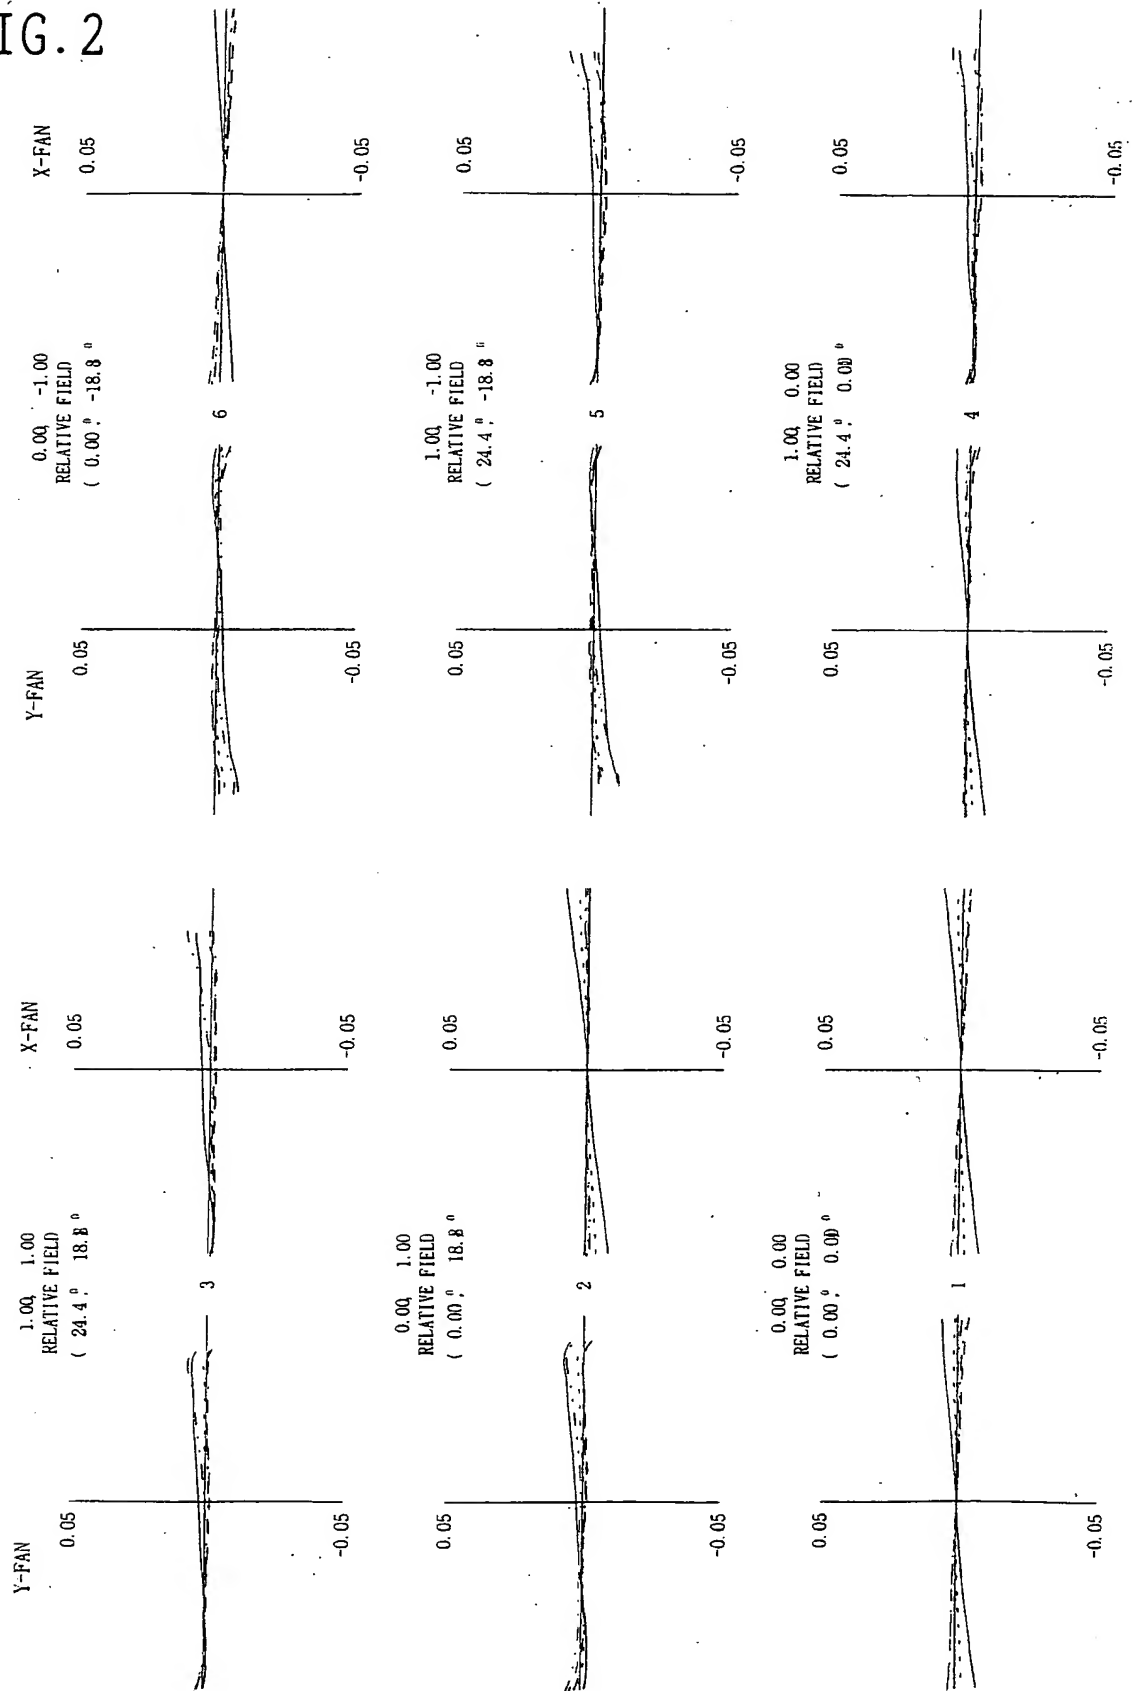 IG. 2
Y-FAN
X-FAN
0.00, -1.00
RELATIVE FIELD
( 0.00,° -18.8 °
0.05
-0.05
6
0.05
-0.05
1.00, -1.00
RELATIVE FIELD
( 24.4,° -18.8 °
0.05
-0.05
5
0.05
-0.05
1.00, 0.00
RELATIVE FIELD
( 24.4,° 0.00 °
0.05
-0.05
4
0.05
-0.05
Y-FAN
X-FAN
1.00, 1.00
RELATIVE FIELD
( 24.4,° 18.8 °
0.05
-0.05
3
0.05
-0.05
0.00, 1.00
RELATIVE FIELD
( 0.00,° 18.8 °
0.05
-0.05
2
0.05
-0.05
0.00, 0.00
RELATIVE FIELD
( 0.00,° 0.00 °
0.05
-0.05
1
0.05
-0.05